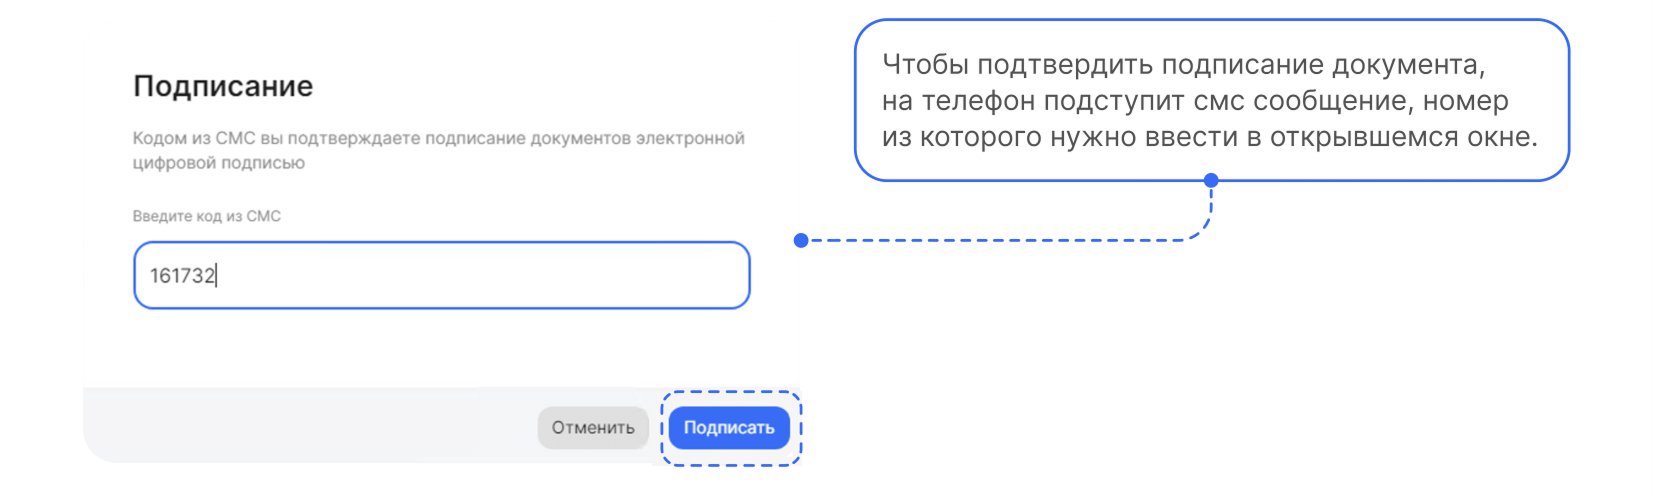 Подписание
Кодом из СМС вы подтверждаете подписание документов электронной
цифровой подписью
Введите код из СМС
161732
Отменить
Подписать
Чтобы подтвердить подписание документа,
на телефон подступит смс сообщение, номер
из которого нужно ввести в открывшемся окне.